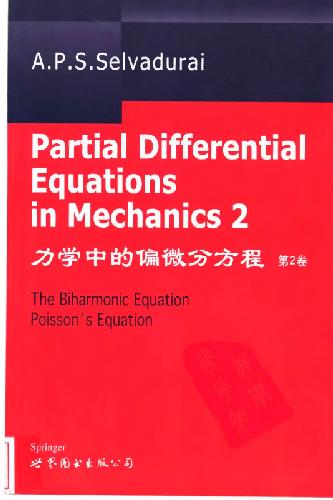 A.P.S.Selvadurai
Partial Differential
Equations
in Mechanics 2
力学中的偏微分方程 第2卷
The Biharmonic Equation
Poisson's Equation
Springer
世界图书出版公司